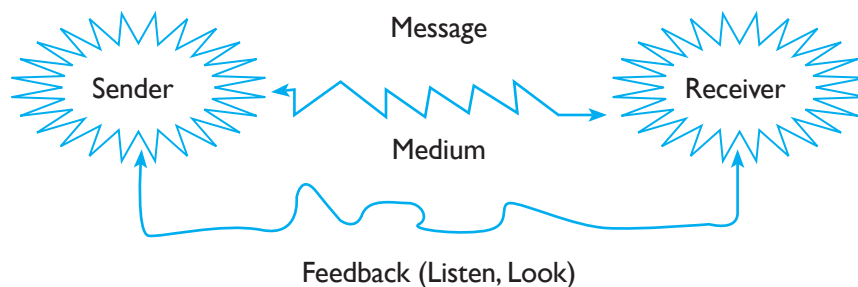 Message
Sender
Receiver
Medium
Feedback (Listen, Look)